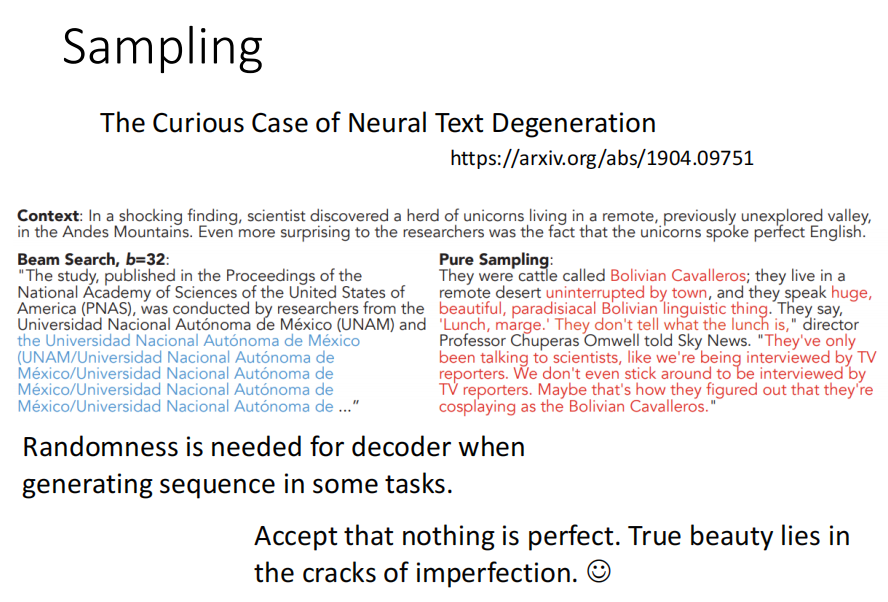 Sampling
The Curious Case of Neural Text Degeneration
https://arxiv.org/abs/1904.09751
Context: In a shocking finding, scientist discovered a herd of unicorns living in a remote, previously unexplored valley,
in the Andes Mountains. Even more surprising to the researchers was the fact that the unicorns spoke perfect English.
Beam Search, b=32:
"The study, published in the Proceedings of the
National Academy of Sciences of the United States of
America (PNAS), was conducted by researchers from the
Universidad Nacional Autónoma de México (UNAM) and
the Universidad Nacional Autónoma de México
(UNAM/Universidad Nacional Autónoma de
México/Universidad Nacional Autónoma de
México/Universidad Nacional Autónoma de
México/Universidad Nacional Autónoma de ..."
Pure Sampling:
They were cattle called Bolivian Cavalleros; they live in a
remote desert uninterrupted by town, and they speak huge,
beautiful, paradisiacal Bolivian linguistic thing. They say,
'Lunch, marge.' They don't tell what the lunch is," director
Professor Chuperas Omwell told Sky News. "They've only
been talking to scientists, like we're being interviewed by TV
reporters. We don't even stick around to be interviewed by
TV reporters. Maybe that's how they figured out that they're
cosplaying as the Bolivian Cavalleros."
Randomness is needed for decoder when
generating sequence in some tasks.
Accept that nothing is perfect. True beauty lies in
the cracks of imperfection. ☺